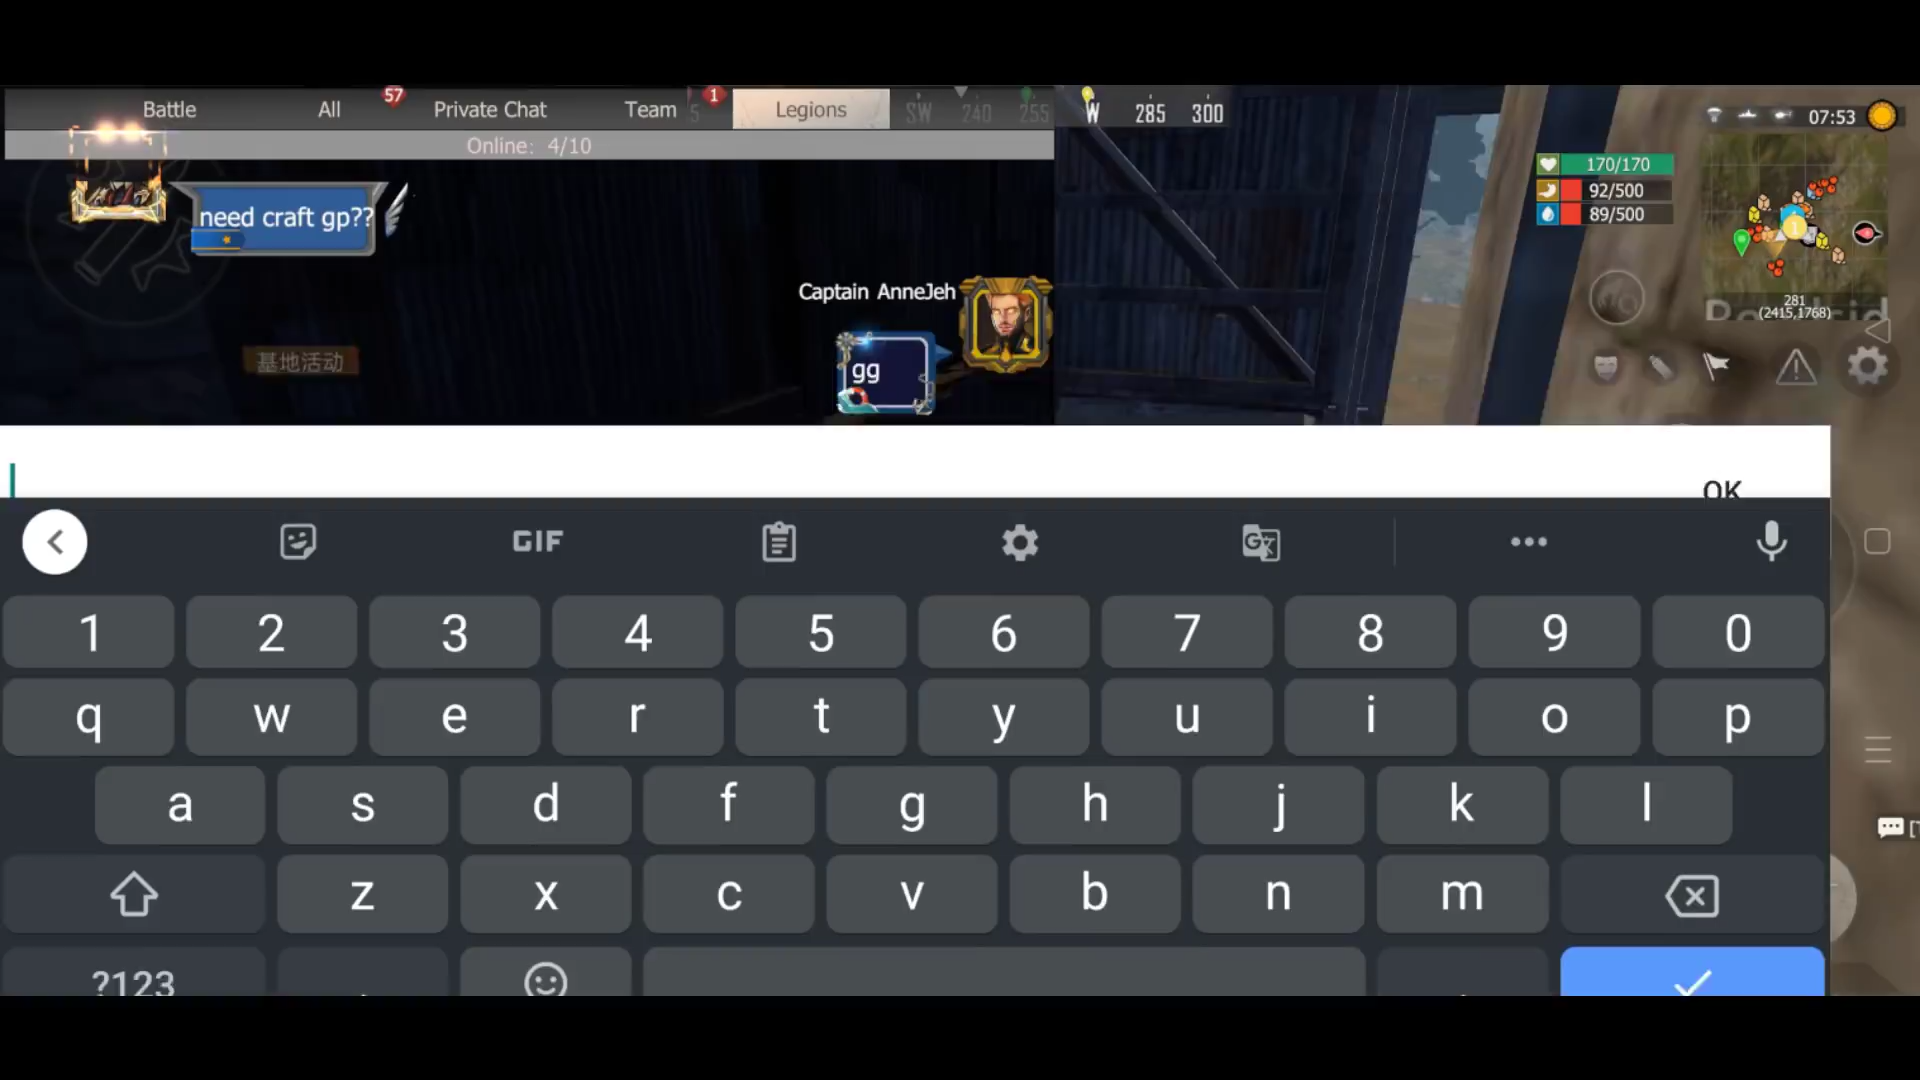 Battle
All
57
Private Chat
Team
1
Legions
SW
240
255
W
285
300
07:53
Online: 4/10
170/170
92/500
89/500
need craft gp??
Captain AnneJeh
gg
基地活动
1
281
(2415,1768)
OK
GIF
1 2 3 4 5 6 7 8 9 0
q w e r t y u i o p
a s d f g h j k l
z x c v b n m
?123